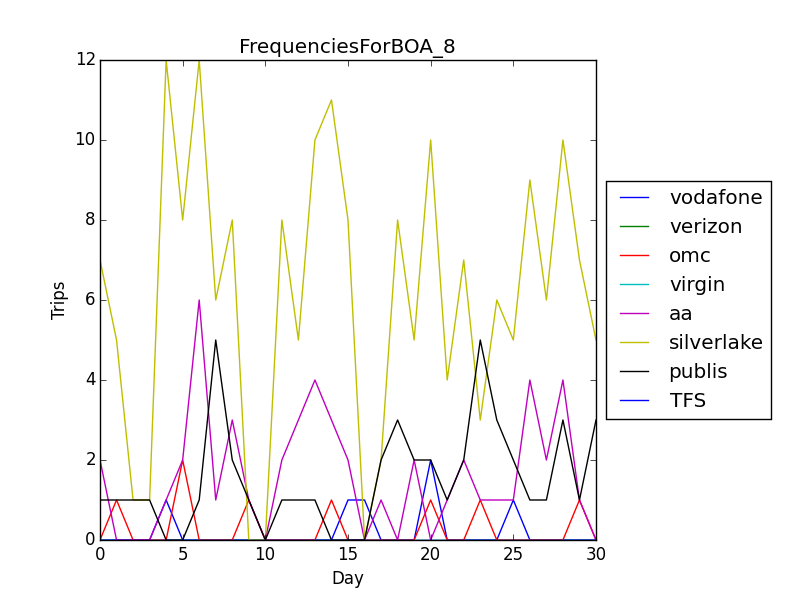 FrequenciesForBOA_8
12
10
8
6
4
2
0
Trips
0 5 10 15 20 25 30
Day
vodafone
verizon
omc
virgin
aa
silverlake
publis
TFS